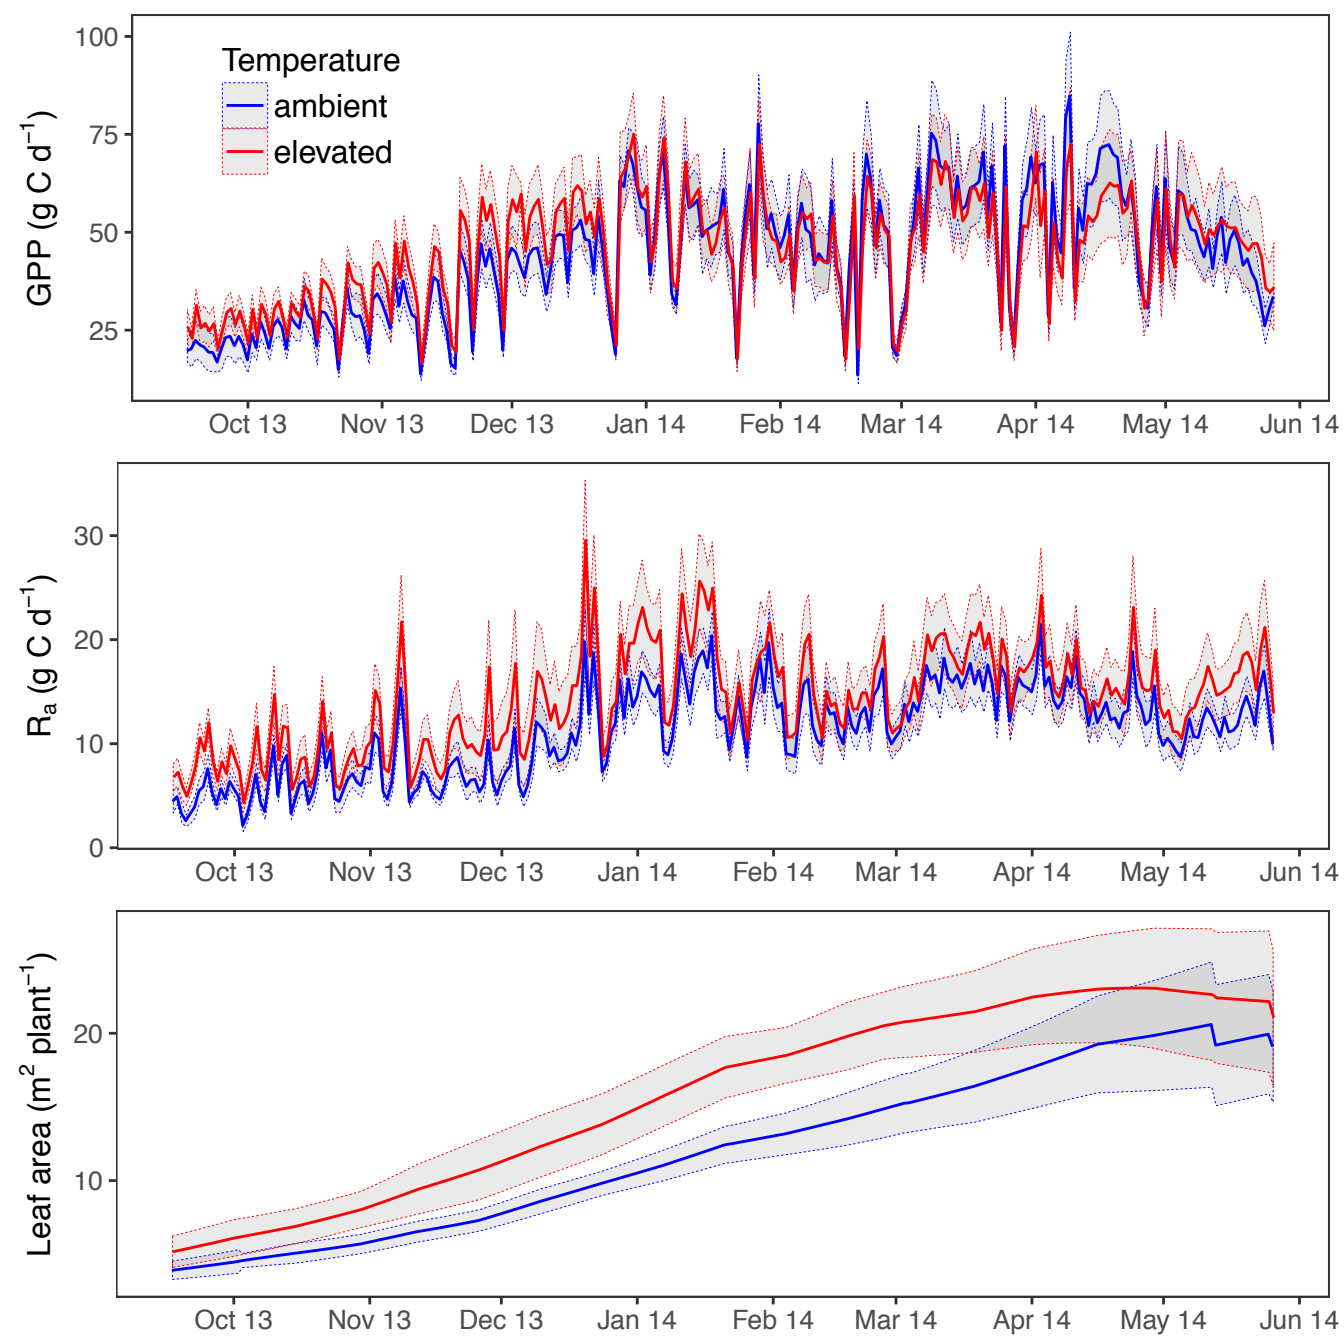 GPP (g C d⁻¹)
100
75
50
25
Temperature
ambient
elevated
Oct 13 Nov 13 Dec 13 Jan 14 Feb 14 Mar 14 Apr 14 May 14 Jun 14
Rₐ (g C d⁻¹)
30
20
10
0
Oct 13 Nov 13 Dec 13 Jan 14 Feb 14 Mar 14 Apr 14 May 14 Jun 14
Leaf area (m² plant⁻¹)
20
10
Oct 13 Nov 13 Dec 13 Jan 14 Feb 14 Mar 14 Apr 14 May 14 Jun 14